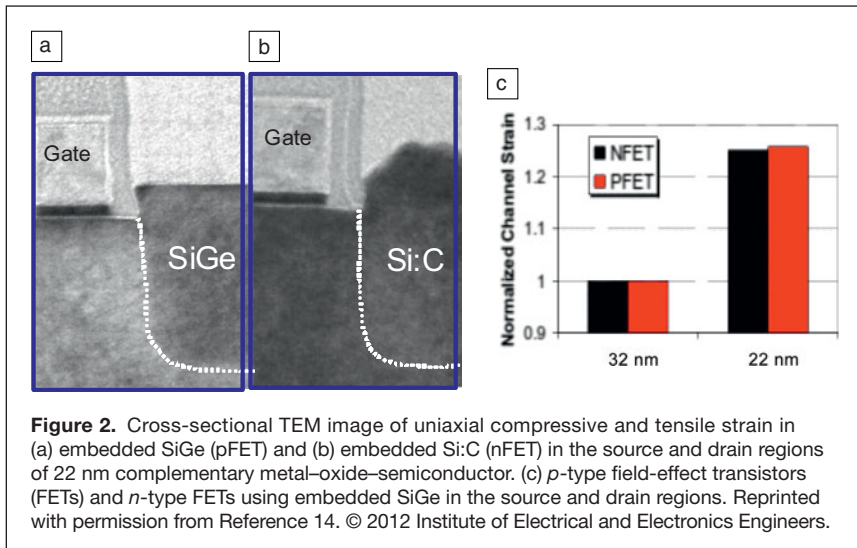 a
b
c
Gate
SiGe
Gate
Si:C
Normalized Channel Strain
1.3
1.2
1.1
1
0.9
NFET
PFET
32 nm
22 nm
Figure 2. Cross-sectional TEM image of uniaxial compressive and tensile strain in
(a) embedded SiGe (pFET) and (b) embedded Si:C (nFET) in the source and drain regions
of 22 nm complementary metal–oxide–semiconductor. (c) p-type field-effect transistors
(FETs) and n-type FETs using embedded SiGe in the source and drain regions. Reprinted
with permission from Reference 14. © 2012 Institute of Electrical and Electronics Engineers.